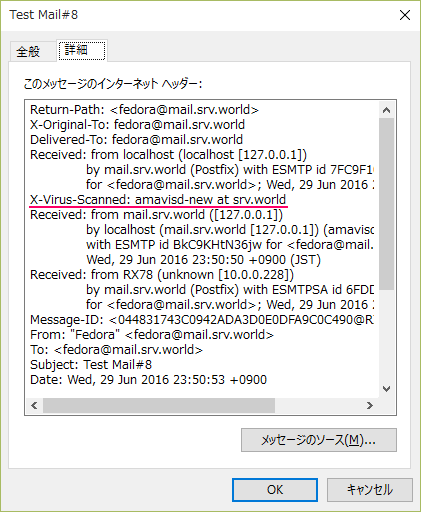 Test Mail#8
全般 詳細
このメッセージのインターネット ヘッダー:
Return-Path: <fedora@mail.srv.world>
X-Original-To: fedora@mail.srv.world
Delivered-To: fedora@mail.srv.world
Received: from localhost (localhost [127.0.0.1])
by mail.srv.world (Postfix) with ESMTP id 7FC9F1
for <fedora@mail.srv.world>; Wed, 29 Jun 2016 2
X-Virus-Scanned: amavisd-new at srv.world
Received: from mail.srv.world ([127.0.0.1])
by localhost (mail.srv.world [127.0.0.1]) (amavisd
with ESMTP id BkC9KHtN36jw for <fedora@mail.
Wed, 29 Jun 2016 23:50:50 +0900 (JST)
Received: from RX78 (unknown [10.0.0.228])
by mail.srv.world (Postfix) with ESMTPSA id 6FDD
for <fedora@mail.srv.world>; Wed, 29 Jun 2016 2
Message-ID: <044831743C0942ADA3D0E0DFA9C0C490@R
From: "Fedora" <fedora@mail.srv.world>
To: <fedora@mail.srv.world>
Subject: Test Mail#8
Date: Wed, 29 Jun 2016 23:50:53 +0900
メッセージのソース(M)...
OK キャンセル